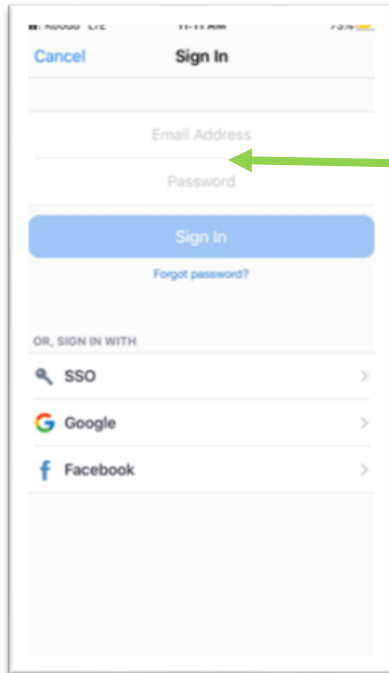 Cancel Sign In
Email Address
Password
Sign In
Forgot password?
OR, SIGN IN WITH
SSO
Google
Facebook